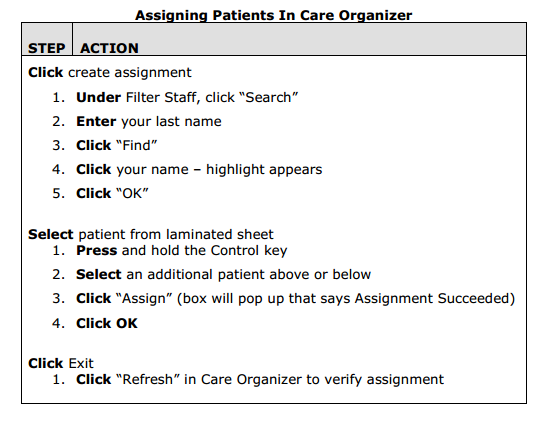 Assigning Patients In Care Organizer
STEP ACTION
Click create assignment
1. Under Filter Staff, click “Search”
2. Enter your last name
3. Click “Find”
4. Click your name – highlight appears
5. Click “OK”
Select patient from laminated sheet
1. Press and hold the Control key
2. Select an additional patient above or below
3. Click “Assign” (box will pop up that says Assignment Succeeded)
4. Click OK
Click Exit
1. Click “Refresh” in Care Organizer to verify assignment